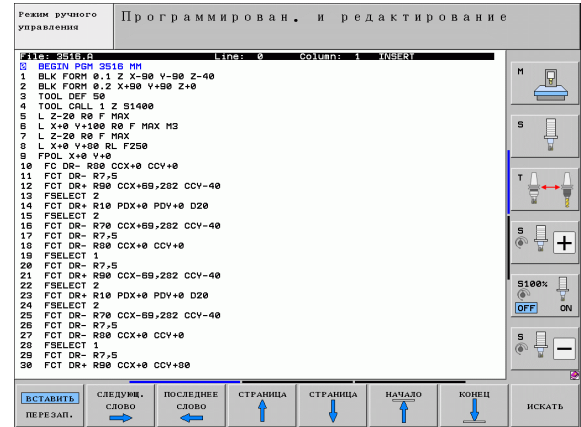 Режим ручного
управления
Программирован. и редактирование
File: 3516.A Line: 0 Column: 1 INSERT
0 BEGIN PGM 3516 MM
1 BLK FORM 0.1 Z X-90 Y-90 Z-40
2 BLK FORM 0.2 X+90 Y+90 Z+0
3 TOOL DEF 50
4 TOOL CALL 1 Z S1400
5 L Z-20 R0 F MAX
6 L X+0 Y+100 R0 F MAX M3
7 L Z-20 R0 F MAX
8 L X+0 Y+80 RL F250
9 FPOL X+0 Y+0
10 FC DR- R80 CCX+0 CCY+0
11 FCT DR- R7,5
12 FCT DR+ R90 CCX+69,282 CCY-40
13 FSELECT 2
14 FCT DR+ R10 PDX+0 PDY+0 D20
15 FSELECT 2
16 FCT DR- R70 CCX+69,282 CCY-40
17 FCT DR- R7,5
18 FCT DR- R80 CCX+0 CCY+0
19 FSELECT 1
20 FCT DR- R7,5
21 FCT DR+ R90 CCX-69,282 CCY-40
22 FSELECT 2
23 FCT DR+ R10 PDX+0 PDY+0 D20
24 FSELECT 2
25 FCT DR- R70 CCX-69,282 CCY-40
26 FCT DR- R7,5
27 FCT DR- R80 CCX+0 CCY+0
28 FSELECT 1
29 FCT DR- R7,5
30 FCT DR+ R90 CCX+0 CCY+80
M
S
T
S
S100%
OFF ON
S
ВСТАВИТЬ
ПЕРЕЗАП.
СЛЕДУЮЩ.
СЛОВО
ПОСЛЕДНЕЕ
СЛОВО
СТРАНИЦА
СТРАНИЦА
НАЧАЛО
КОНЕЦ
ИСКАТЬ